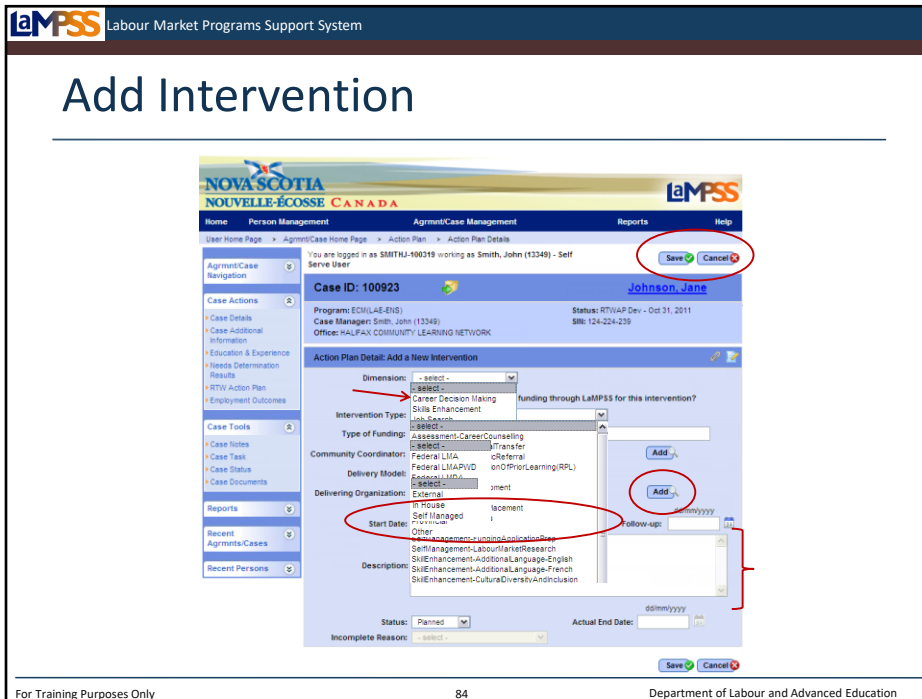 LaMPSS Labour Market Programs Support System
Add Intervention
NOVA SCOTIA
NOUVELLE-ÉCOSSE CANADA
LaMPSS
Home Person Management Agrmnt/Case Management Reports Help
User Home Page > Agrmnt/Case Home Page > Action Plan > Action Plan Details
You are logged in as SMITHJ-100319 working as Smith, John (13349) - Self Serve User
Save Cancel
Agrmnt/Case Navigation
Case Actions
Case Details
Case Additional Information
Education & Experience
Needs Determination Results
RTW Action Plan
Employment Outcomes
Case Tools
Case Notes
Case Task
Case Status
Case Documents
Reports
Recent Agrmnts/Cases
Recent Persons
Case ID: 100923 Johnson, Jane
Program: ECM(LAE-ENS) Status: RTWAP Dev - Oct 31, 2011
Case Manager: Smith, John (13349) SIN: 124-224-239
Office: HALIFAX COMMUNITY LEARNING NETWORK
Action Plan Detail: Add a New Intervention
Dimension: - select -
- select -
Career Decision Making funding through LaMPSS for this intervention?
Skills Enhancement
Job Search
Intervention Type:
- select -
Type of Funding: Assessment-CareerCounselling
- select -
Community Coordinator: Federal LMA Add
Federal LMAPWD onOfPriorLearning(RPL)
Delivery Model: Federal LMDA
- select -
Delivering Organization: External Add
In House lacement
Self Managed
dd/mm/yyyy
Start Date: Provincial Follow-up:
Other
SelfManagement-FundingApplicationPrep
SelfManagement-LabourMarketResearch
Description: SkillEnhancement-AdditionalLanguage-English
SkillEnhancement-AdditionalLanguage-French
SkillEnhancement-CulturalDiversityAndInclusion
dd/mm/yyyy
Status: Planned Actual End Date:
Incomplete Reason: - select -
Save Cancel
For Training Purposes Only 84 Department of Labour and Advanced Education